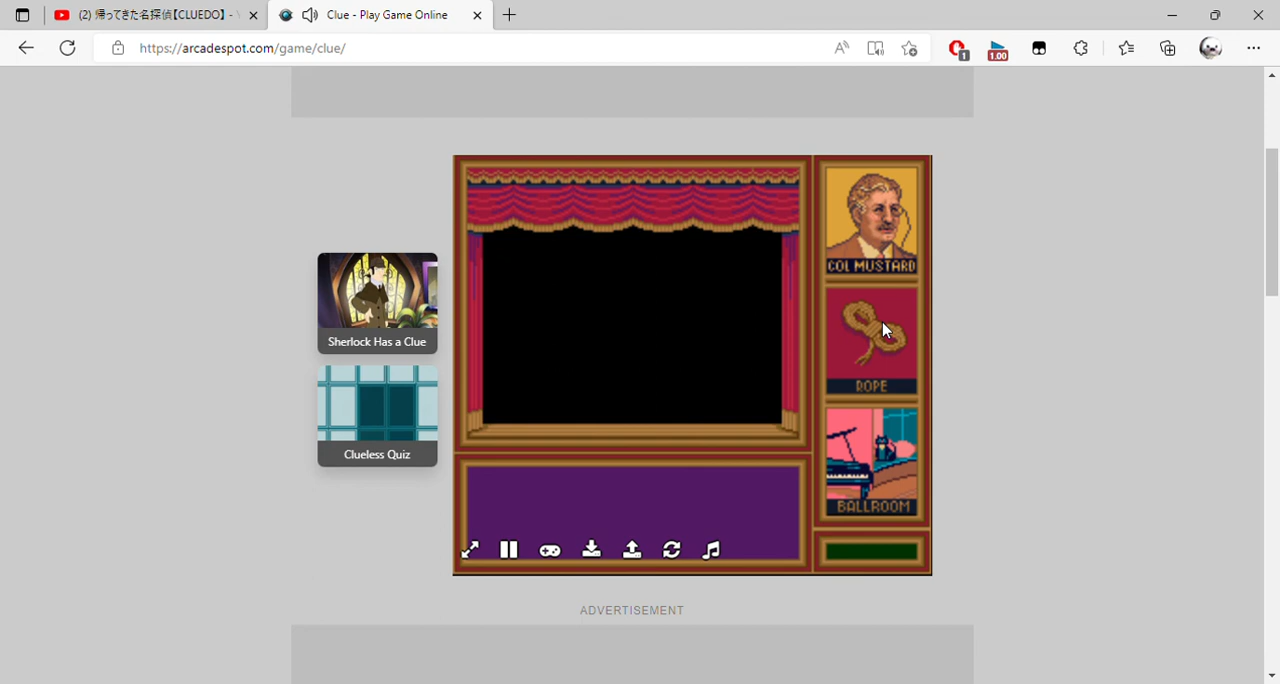 (2) 帰ってきた名探偵【CLUEDO】 -
Clue - Play Game Online
https://arcadespot.com/game/clue/
1
1.00
COL MUSTARD
ROPE
BALLROOM
Sherlock Has a Clue
Clueless Quiz
ADVERTISEMENT